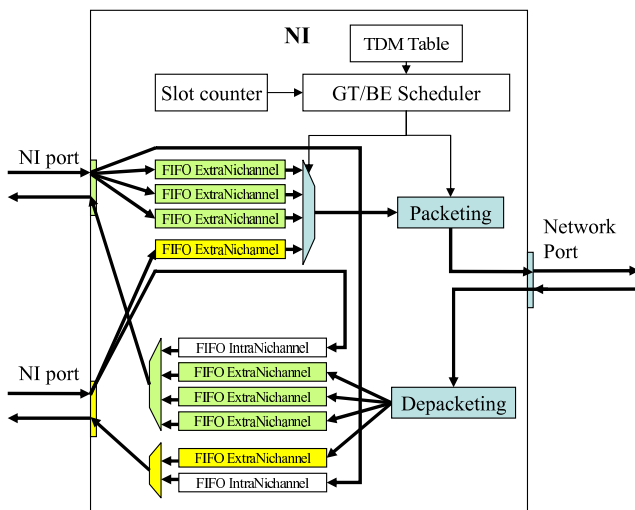 NI
TDM Table
Slot counter
GT/BE Scheduler
NI port
FIFO ExtraNichannel
FIFO ExtraNichannel
FIFO ExtraNichannel
FIFO ExtraNichannel
Packeting
Network
Port
NI port
FIFO IntraNichannel
FIFO ExtraNichannel
FIFO ExtraNichannel
FIFO ExtraNichannel
Depacketing
FIFO ExtraNichannel
FIFO IntraNichannel